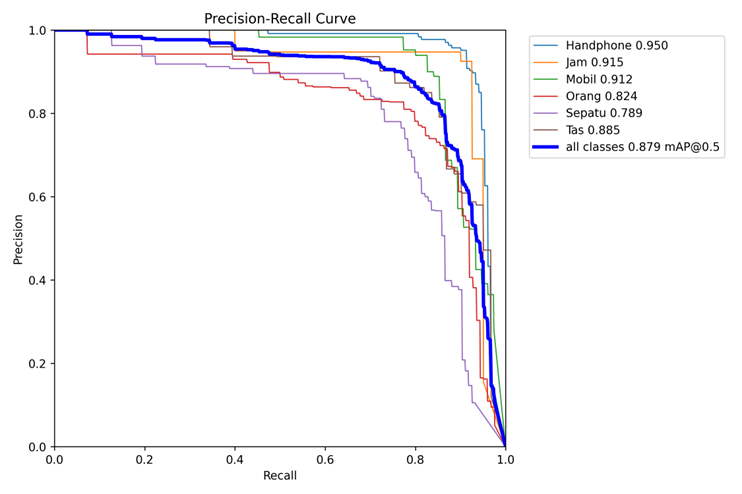 Precision-Recall Curve
1.0
0.8
0.6
0.4
0.2
0.0
Precision
0.0 0.2 0.4 0.6 0.8 1.0
Recall
Handphone 0.950
Jam 0.915
Mobil 0.912
Orang 0.824
Sepatu 0.789
Tas 0.885
all classes 0.879 mAP@0.5